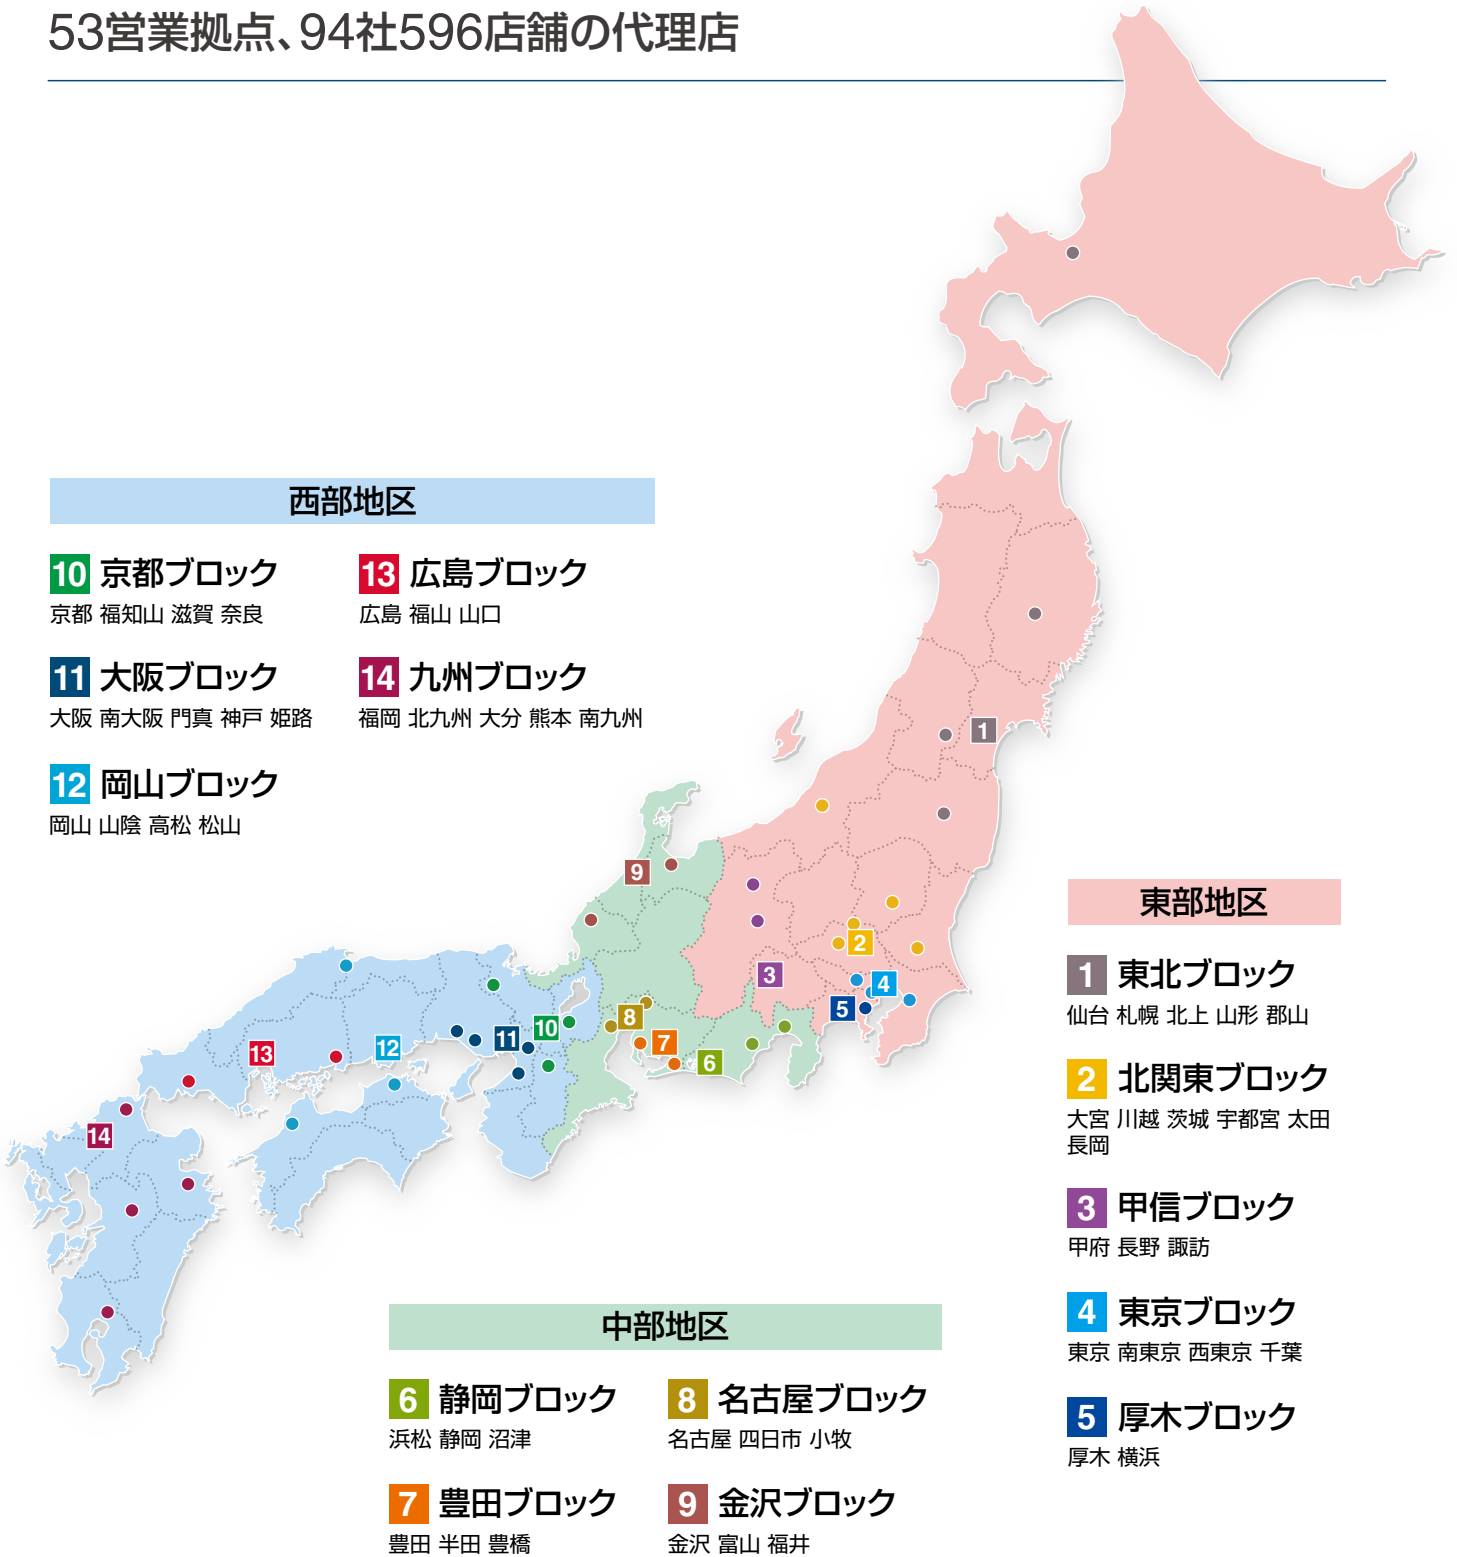 53営業拠点、94社596店舗の代理店
西部地区
10 京都ブロック
京都 福知山 滋賀 奈良
11 大阪ブロック
大阪 南大阪 門真 神戸 姫路
12 岡山ブロック
岡山 山陰 高松 松山
13 広島ブロック
広島 福山 山口
14 九州ブロック
福岡 北九州 大分 熊本 南九州
1
9
2
3
4
5
8
10
11
7
12
13
6
14
東部地区
1 東北ブロック
仙台 札幌 北上 山形 郡山
2 北関東ブロック
大宮 川越 茨城 宇都宮 太田
長岡
3 甲信ブロック
甲府 長野 諏訪
4 東京ブロック
東京 南東京 西東京 千葉
5 厚木ブロック
厚木 横浜
中部地区
6 静岡ブロック
浜松 静岡 沼津
7 豊田ブロック
豊田 半田 豊橋
8 名古屋ブロック
名古屋 四日市 小牧
9 金沢ブロック
金沢 富山 福井